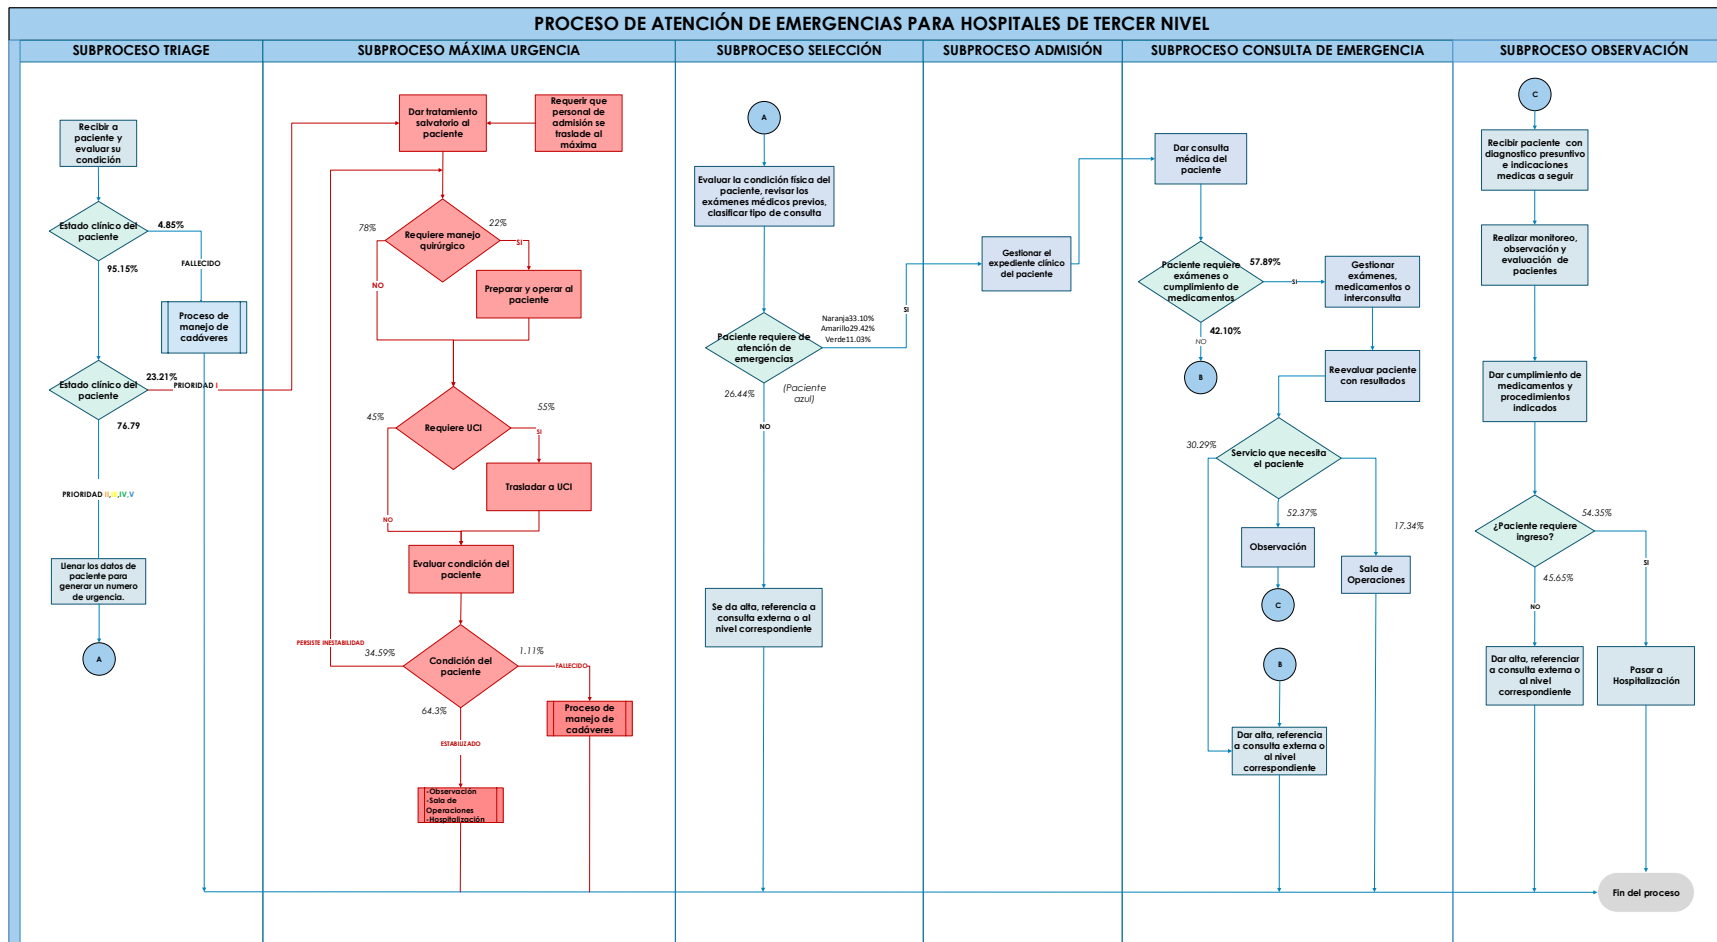 PROCESO DE ATENCIÓN DE EMERGENCIAS PARA HOSPITALES DE TERCER NIVEL
SUBPROCESO TRIAGE
Recibir a
paciente y
evaluar su
condición
Estado clínico del
paciente
4.85%
FALLECIDO
95.15%
Proceso de
manejo de
cadáveres
Estado clínico del
paciente
23.21%
PRIORIDAD I
76.79
PRIORIDAD II,III,IV,V
Llenar los datos de
paciente para
generar un numero
de urgencia.
A
SUBPROCESO MÁXIMA URGENCIA
Dar tratamiento
salvatorio al
paciente
Requerir que
personal de
admisión se
traslade al
máxima
78%
22%
Requiere manejo
quirúrgico
SI
NO
Preparar y operar al
paciente
45%
55%
Requiere UCI
SI
Trasladar a UCI
NO
Evaluar condición del
paciente
PERSISTE INESTABILIDAD
34.59%
Condición del
paciente
1.11%
FALLECIDO
64.3%
Proceso de
manejo de
cadáveres
ESTABILIZADO
-Observación
-Sala de
Operaciones
-Hospitalización
SUBPROCESO SELECCIÓN
A
Evaluar la condición física del
paciente, revisar los
exámenes médicos previos,
clasificar tipo de consulta
Naranja33.10%
Amarillo29.42%
Verde11.03%
SI
Paciente requiere de
atención de
emergencias
26.44%
(Paciente
azul)
NO
Se da alta, referencia a
consulta externa o al
nivel correspondiente
SUBPROCESO ADMISIÓN
Gestionar el
expediente clínico
del paciente
SUBPROCESO CONSULTA DE EMERGENCIA
Dar consulta
médica del
paciente
Paciente requiere
exámenes o
cumplimiento de
medicamentos
57.89%
SI
Gestionar
exámenes,
medicamentos o
interconsulta
42.10%
NO
B
Reevaluar paciente
con resultados
30.29%
Servicio que necesita
el paciente
52.37%
17.34%
Observación
Sala de
Operaciones
C
B
Dar alta, referencia
a consulta externa o
al nivel
correspondiente
SUBPROCESO OBSERVACIÓN
C
Recibir paciente con
diagnostico presuntivo
e indicaciones
medicas a seguir
Realizar monitoreo,
observación y
evaluación de
pacientes
Dar cumplimiento de
medicamentos y
procedimientos
indicados
¿Paciente requiere
ingreso?
54.35%
SI
45.65%
NO
Dar alta, referenciar
a consulta externa o
al nivel
correspondiente
Pasar a
Hospitalización
Fin del proceso